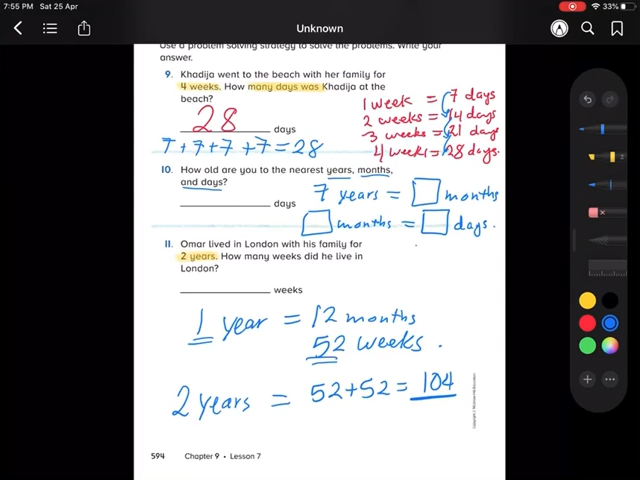 7:55 PM Sat 25 Apr
33%
Unknown
Use a problem solving strategy to solve the problems. Write your
answer.
9. Khadija went to the beach with her family for
4 weeks. How many days was Khadija at the
beach?
28 days
7+7+7+7=28
1 week = 7 days
2 weeks = 14 days
3 weeks = 21 days
4 weeks = 28 days.
10. How old are you to the nearest years, months,
and days?
days
7 years = months
months = days.
11. Omar lived in London with his family for
2 years. How many weeks did he live in
London?
weeks
1 year = 12 months
52 weeks.
2 years = 52+52= 104
594 Chapter 9 • Lesson 7